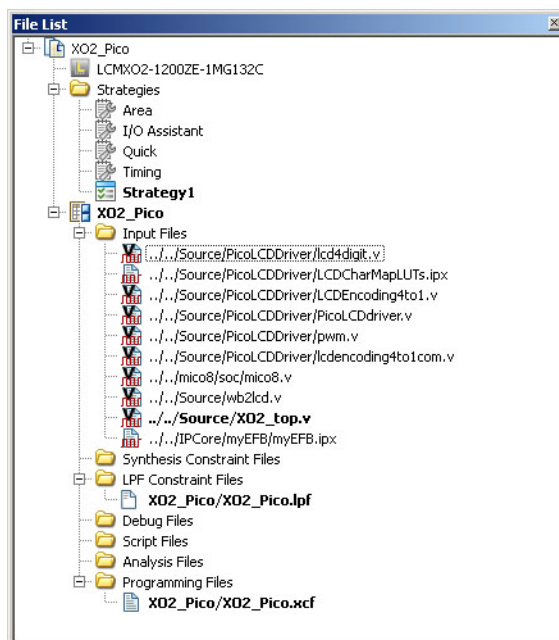 File List
XO2_Pico
LCMXO2-1200ZE-1MG132C
Strategies
Area
I/O Assistant
Quick
Timing
Strategy1
XO2_Pico
Input Files
../../Source/PicoLCDDriver/lcd4digit.v
../../Source/PicoLCDDriver/LCDCharMapLUTs.ipx
../../Source/PicoLCDDriver/LCDEncoding4to1.v
../../Source/PicoLCDDriver/PicoLCDdriver.v
../../Source/PicoLCDDriver/pwm.v
../../Source/PicoLCDDriver/lcdencoding4to1com.v
../../mico8/soc/mico8.v
../../Source/wb2lcd.v
../../Source/XO2_top.v
../../IPCore/myEFB/myEFB.ipx
Synthesis Constraint Files
LPF Constraint Files
XO2_Pico/XO2_Pico.lpf
Debug Files
Script Files
Analysis Files
Programming Files
XO2_Pico/XO2_Pico.xcf